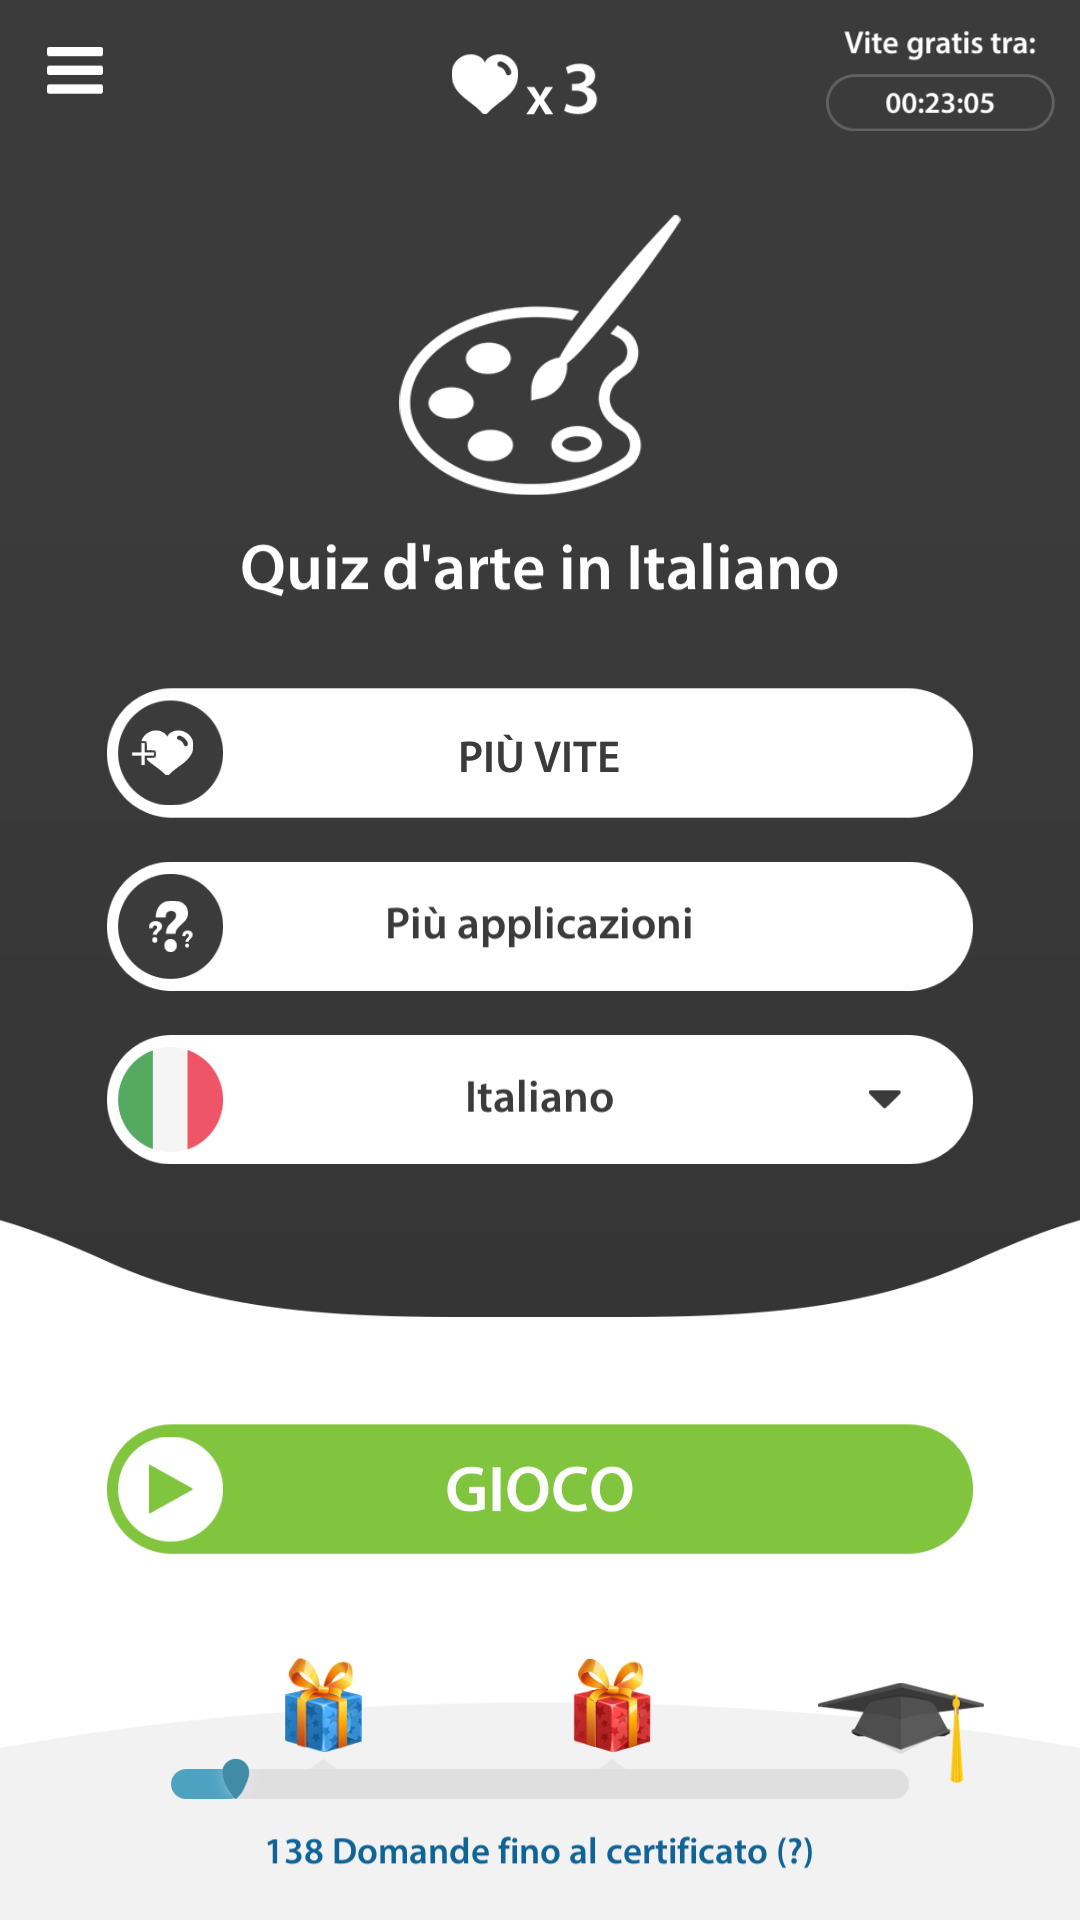 Vite gratis tra:
x 3
00:23:05
Quiz d'arte in Italiano
PIÙ VITE
???
Più applicazioni
Italiano
GIOCO
138 Domande fino al certificato (?)